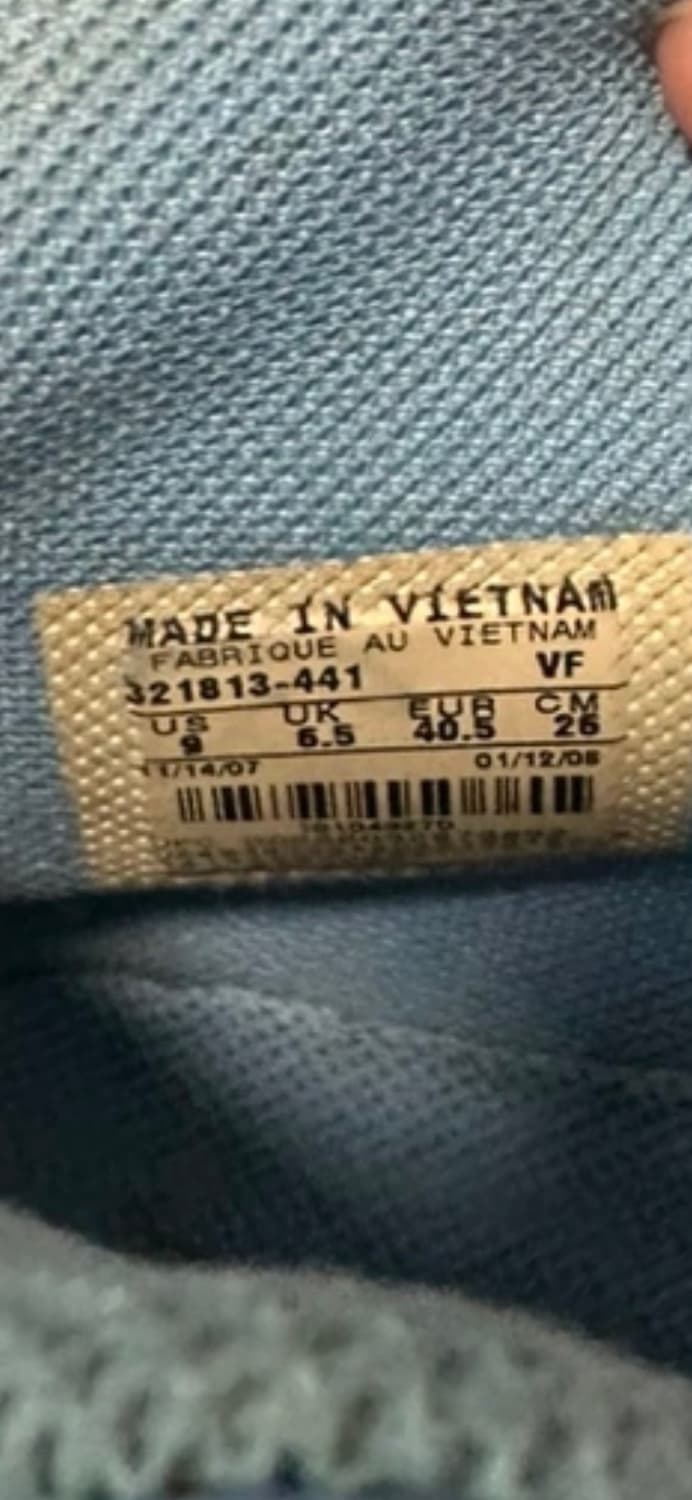 MADE IN VIETNAM
FABRIQUE AU VIETNAM
321813-441 VF
US UK EUR CM
9 6.5 40.5 26
11/14/07 01/12/08